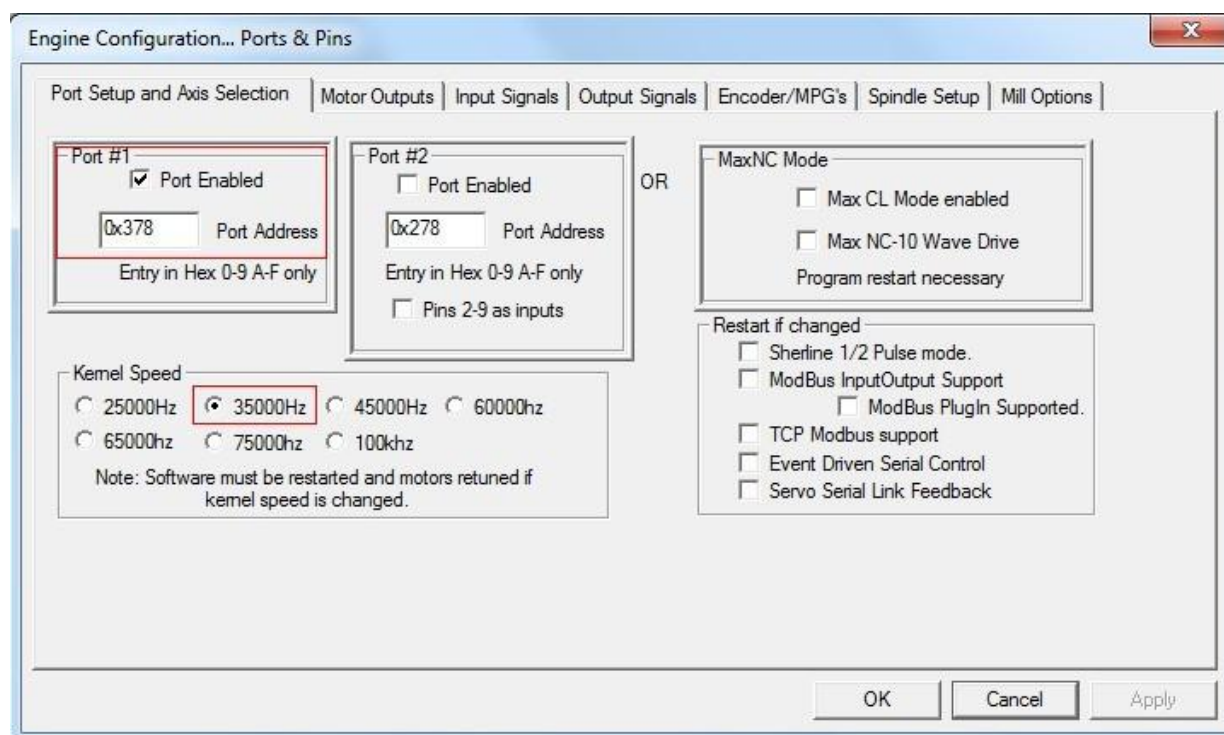 Engine Configuration... Ports & Pins
x
Port Setup and Axis Selection Motor Outputs Input Signals Output Signals Encoder/MPG's Spindle Setup Mill Options
Port #1
Port Enabled
0x378 Port Address
Entry in Hex 0-9 A-F only
Port #2
Port Enabled
0x278 Port Address
Entry in Hex 0-9 A-F only
Pins 2-9 as inputs
OR
MaxNC Mode
Max CL Mode enabled
Max NC-10 Wave Drive
Program restart necessary
Restart if changed
Sherline 1/2 Pulse mode.
ModBus InputOutput Support
ModBus PlugIn Supported.
TCP Modbus support
Event Driven Serial Control
Servo Serial Link Feedback
Kernel Speed
25000Hz 35000Hz 45000Hz 60000hz
65000hz 75000hz 100khz
Note: Software must be restarted and motors retuned if
kernel speed is changed.
OK Cancel Apply